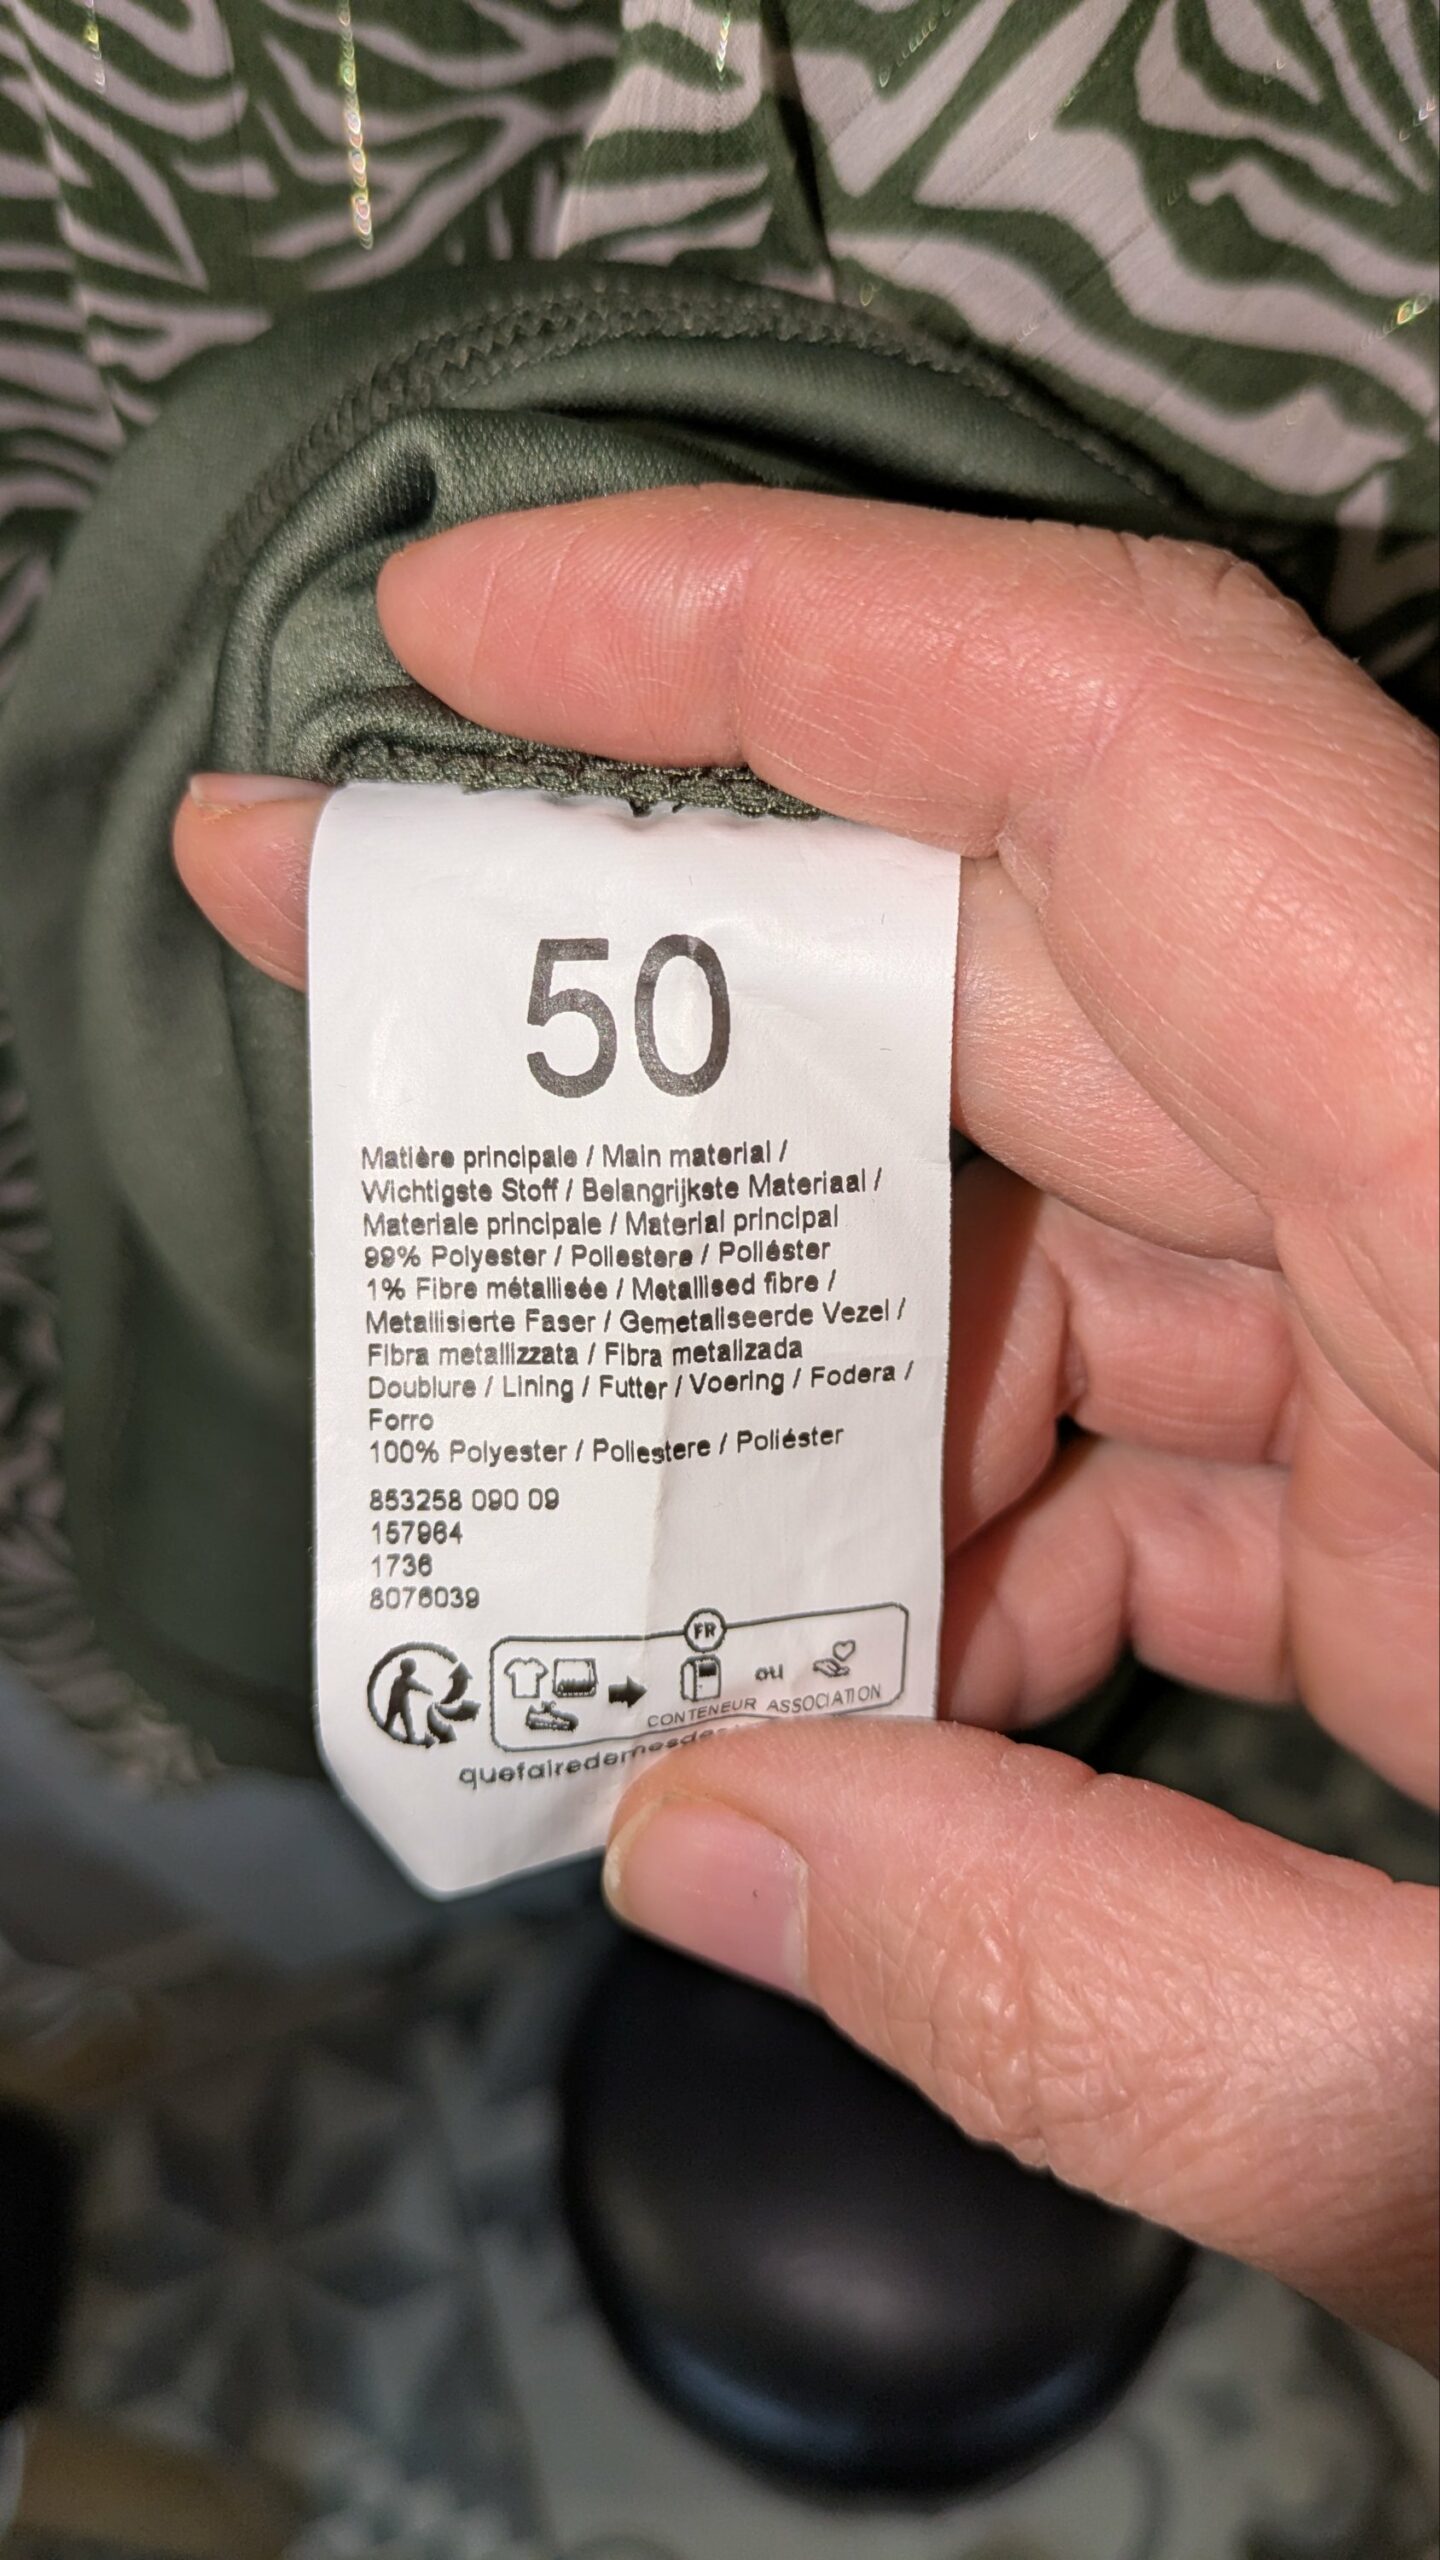 50
Matière principale / Main material /
Wichtigste Stoff / Belangrijkste Materiaal /
Materiale principale / Material principal
99% Polyester / Poliestere / Poliéster
1% Fibre métallisée / Metallised fibre /
Metallisierte Faser / Gemetaliseerde Vezel /
Fibra metallizzata / Fibra metalizada
Doublure / Lining / Futter / Voering / Fodera /
Forro
100% Polyester / Poliestere / Poliéster
853258 090 09
157964
1736
8076039
FR
ou
CONTENEUR ASSOCIATION